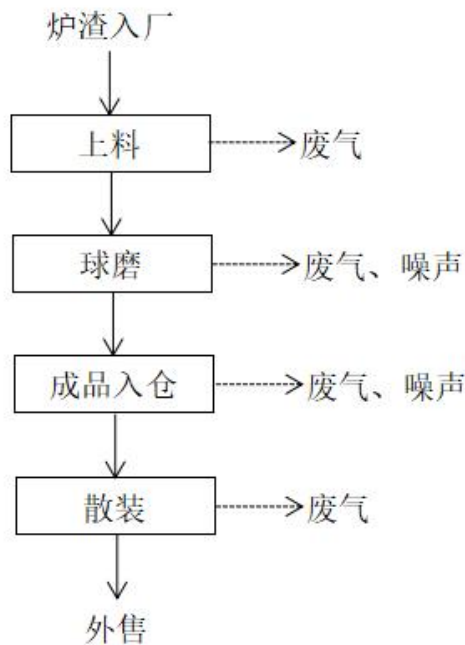 炉渣入厂
上料 废气
球磨 废气、噪声
成品入仓 废气、噪声
散装 废气
外售